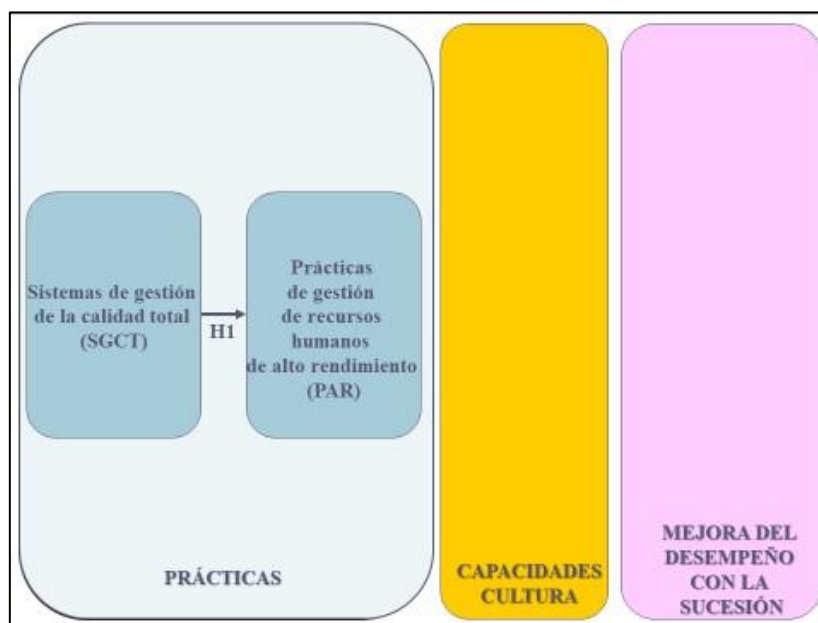 Sistemas de gestión
de la calidad total
(SGCT)
H1
Prácticas
de gestión
de recursos
humanos
de alto rendimiento
(PAR)
PRÁCTICAS
CAPACIDADES
CULTURA
MEJORA DEL
DESEMPEÑO
CON LA
SUCESIÓN